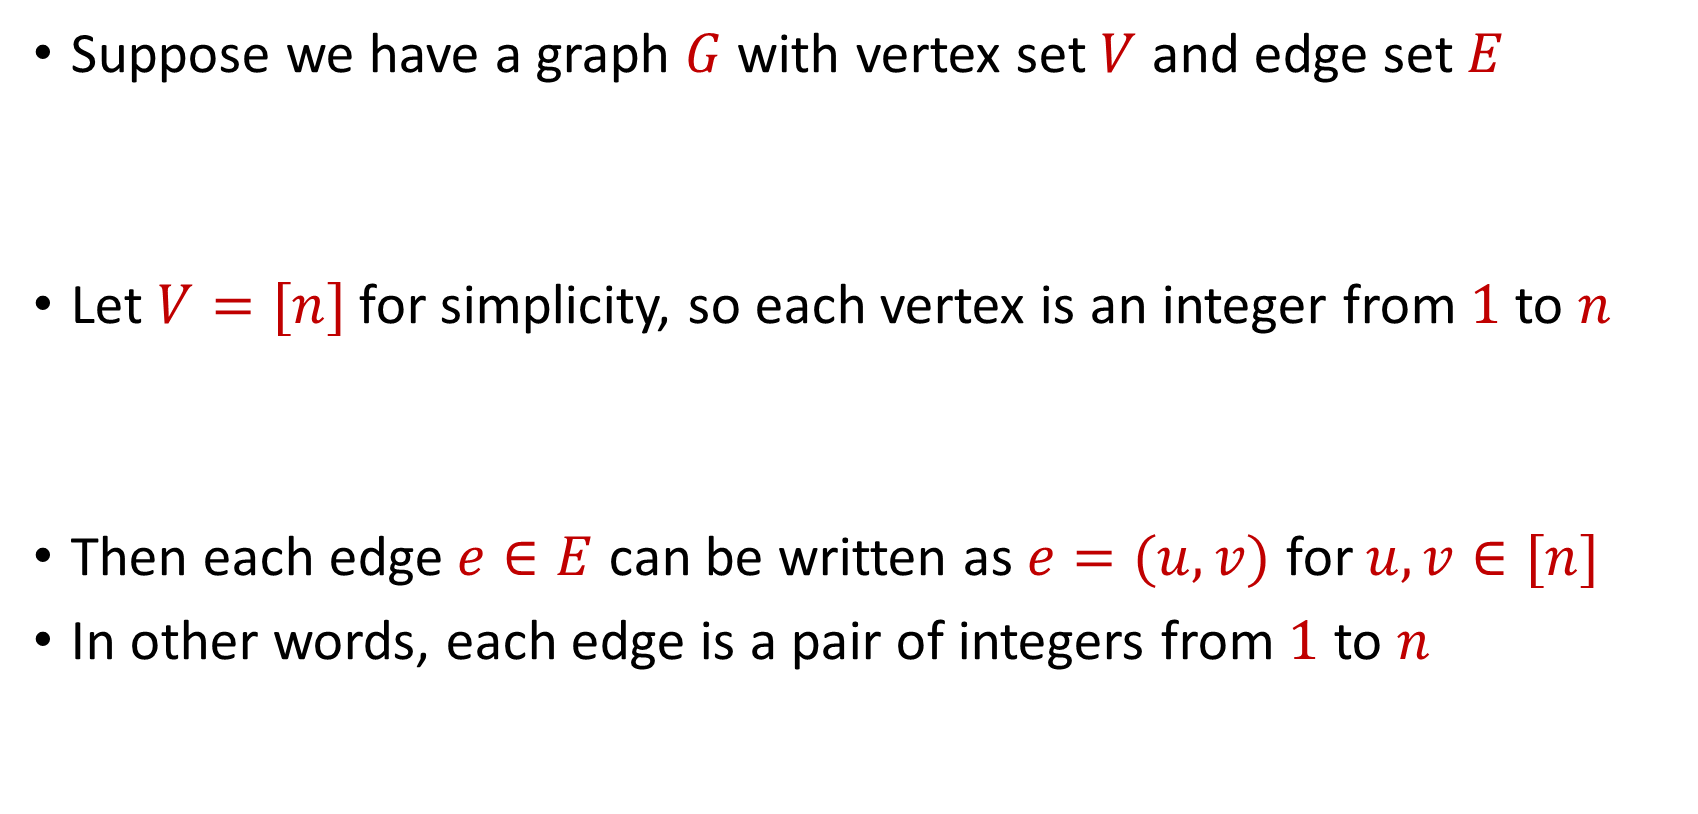 • Suppose we have a graph G with vertex set V and edge set E
• Let V = [n] for simplicity, so each vertex is an integer from 1 to n
• Then each edge e ∈ E can be written as e = (u, v) for u, v ∈ [n]
• In other words, each edge is a pair of integers from 1 to n